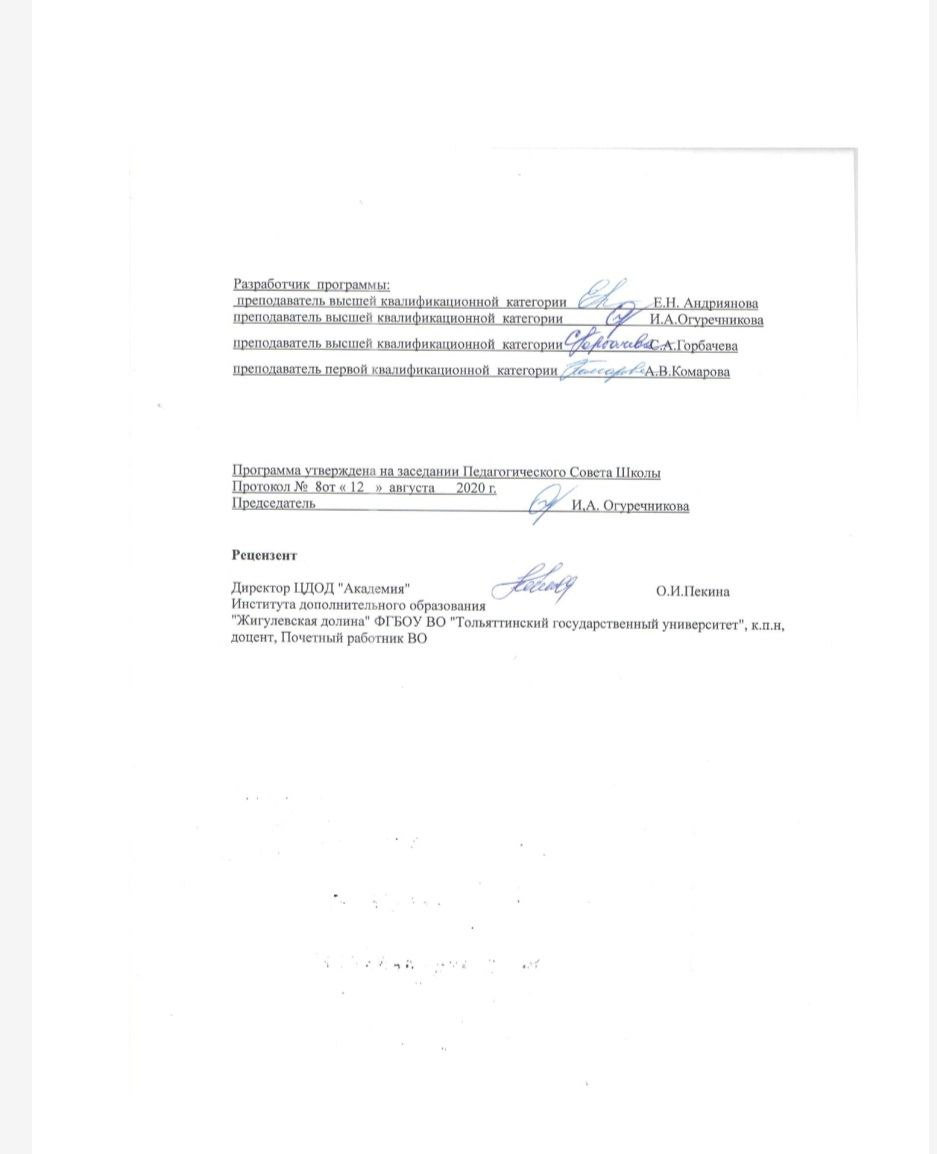 Разработчик программы:
преподаватель высшей квалификационной категории Е.Н. Андриянова
преподаватель высшей квалификационной категории И.А.Огуречникова
преподаватель высшей квалификационной категории С.А.Горбачева
преподаватель первой квалификационной категории А.В.Комарова
Программа утверждена на заседании Педагогического Совета Школы
Протокол № 8от « 12 » августа 2020 г.
Председатель И.А. Огуречникова
Рецензент
Директор ЦДОД "Академия" О.И.Пекина
Института дополнительного образования
"Жигулевская долина" ФГБОУ ВО "Тольяттинский государственный университет", к.п.н,
доцент, Почетный работник ВО